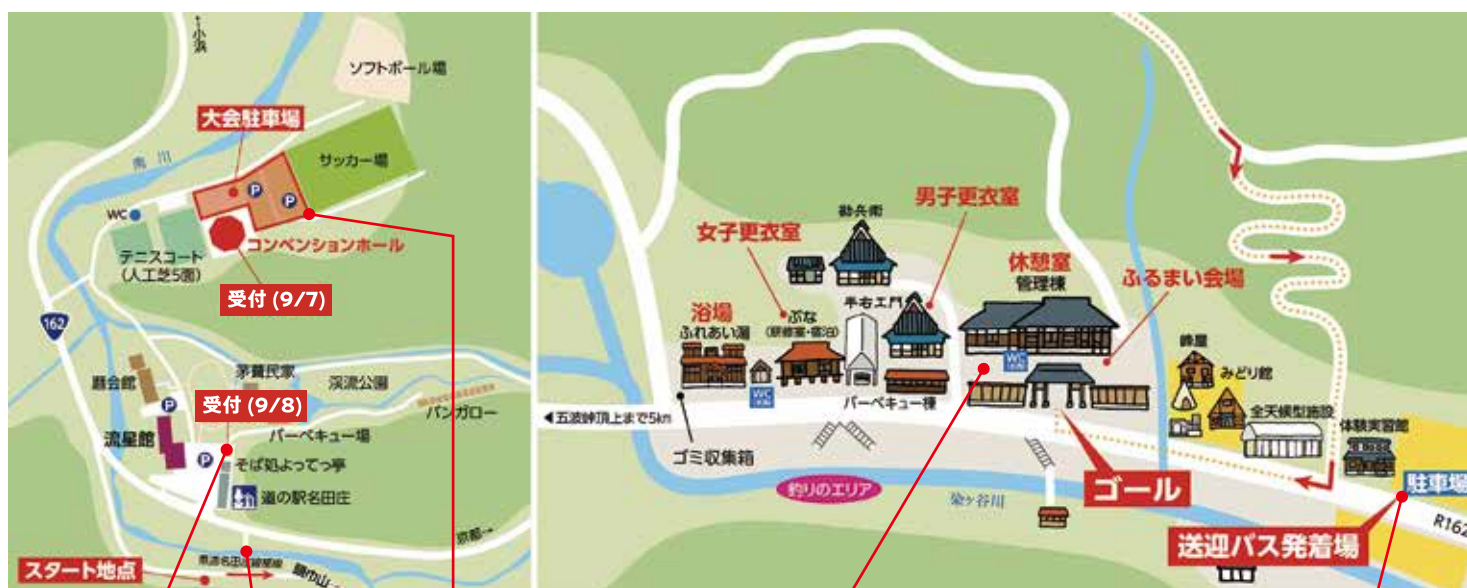 ←小浜
ソフトボール場
大会駐車場
南川
サッカー場
P
P
WC
コンベンションホール
テニスコート
(人工芝5面)
受付 (9/7)
162
暦会館
茅葺民家
渓流公園
受付 (9/8)
バンガロー
P
バーベキュー場
流星館
P
そば処よってっ亭
道の駅名田庄
京都→
スタート地点
男子更衣室
勘兵衛
女子更衣室
休憩室
管理棟
ふるまい会場
浴場
ふれあい湯
ぶな
(研修室・宿泊)
半右エ門
WC
WC
バーベキュー棟
みどり館
全天候型施設
体験実習館
◀五波峠頂上まで5km
ゴミ収集箱
釣りのエリア
染ヶ谷川
ゴール
駐車場
R162
送迎バス発着場